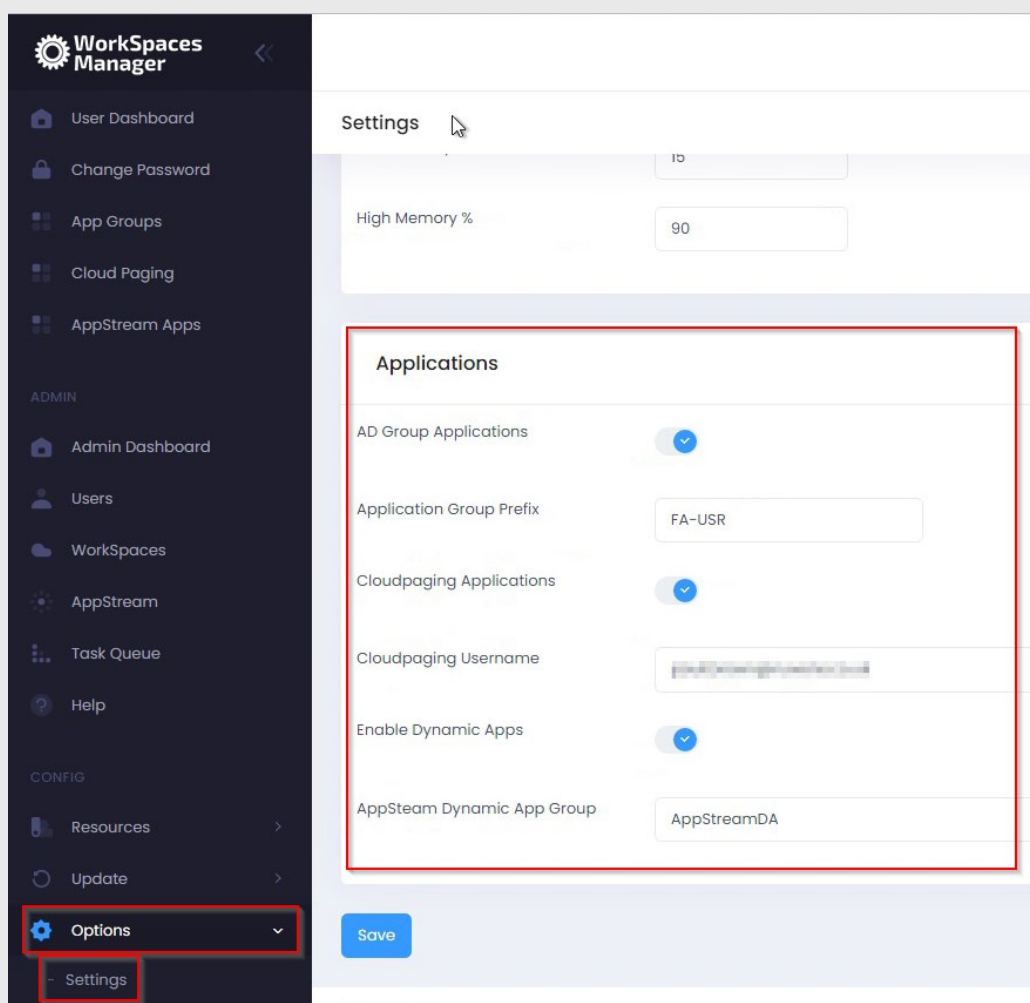 WorkSpaces
Manager
User Dashboard
Change Password
App Groups
Cloud Paging
AppStream Apps
ADMIN
Admin Dashboard
Users
WorkSpaces
AppStream
Task Queue
Help
CONFIG
Resources
Update
Options
- Settings
Settings
15
High Memory %
90
Applications
AD Group Applications
Application Group Prefix
FA-USR
Cloudpaging Applications
Cloudpaging Username
Enable Dynamic Apps
AppSteam Dynamic App Group
AppStreamDA
Save